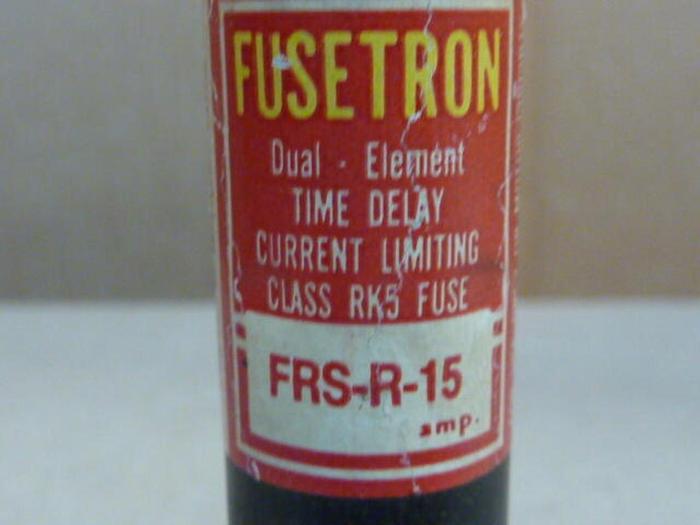 FUSETRON
Dual - Element
TIME DELAY
CURRENT LIMITING
CLASS RK5 FUSE
FRS-R-15
amp.